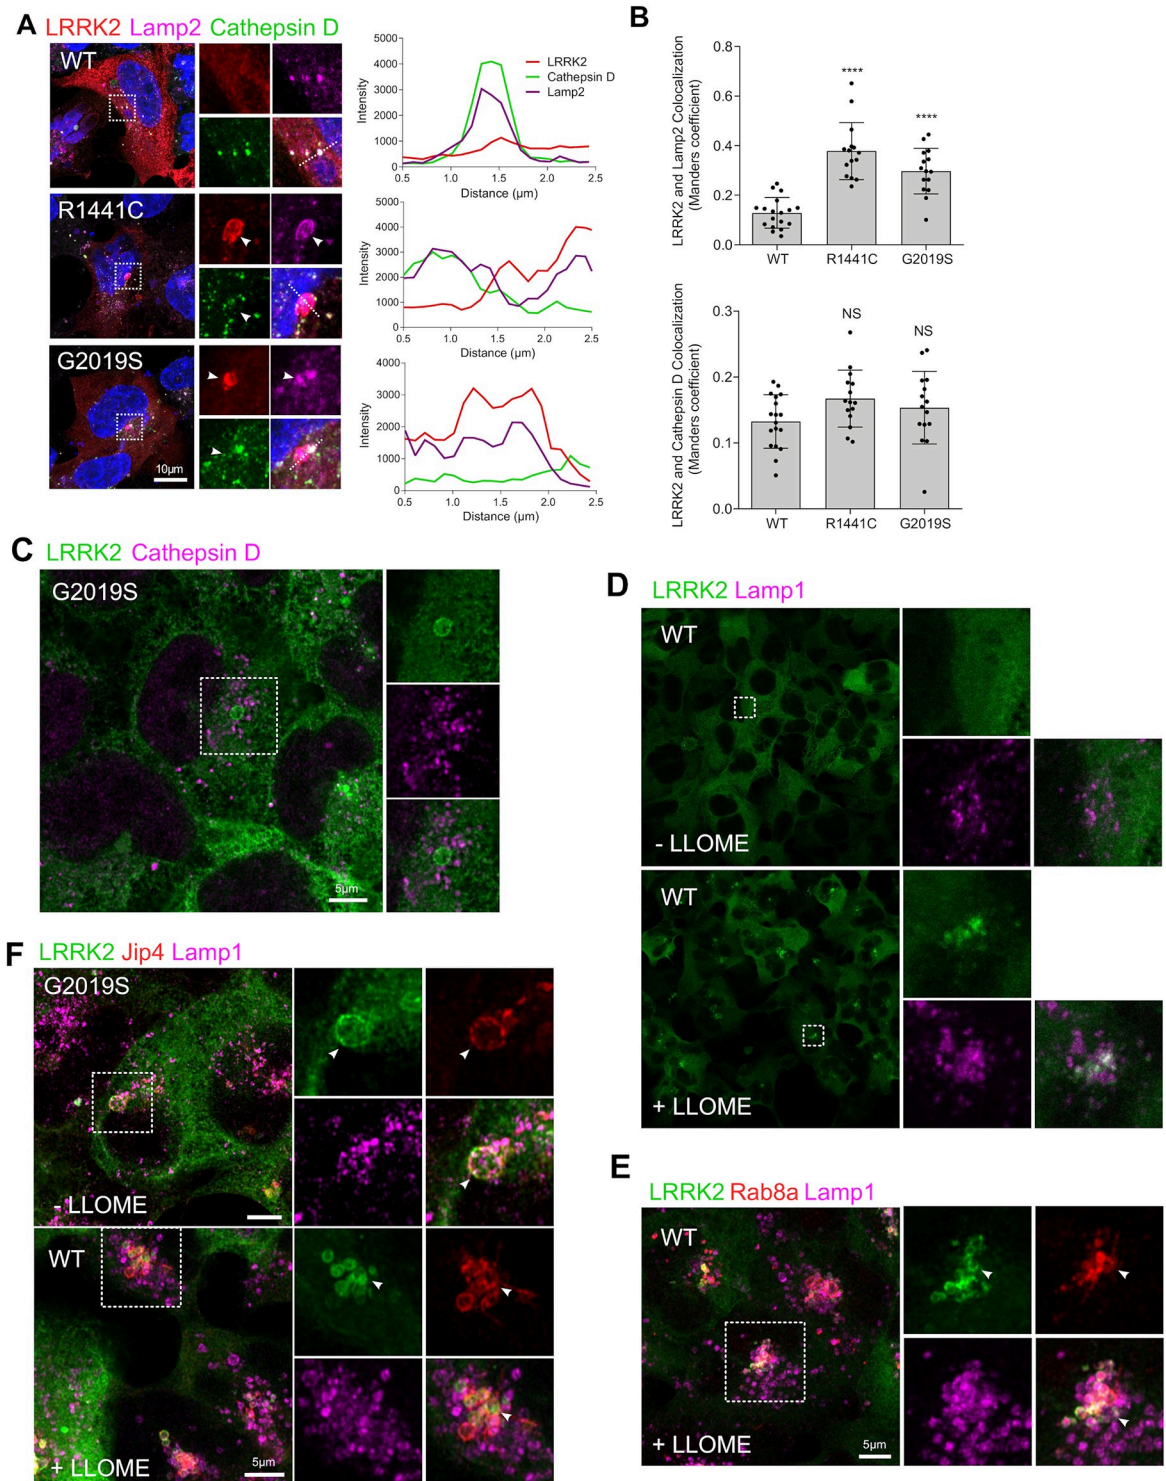 A LRRK2 Lamp2 Cathepsin D
WT
R1441C
G2019S
10µm
5000
4000
3000
2000
1000
0
Intensity
LRRK2
Cathepsin D
Lamp2
0.5 1.0 1.5 2.0 2.5
Distance (µm)
5000
4000
3000
2000
1000
0
Intensity
0.5 1.0 1.5 2.0 2.5
Distance (µm)
4000
3000
2000
1000
0
Intensity
0.5 1.0 1.5 2.0 2.5
Distance (µm)
B
LRRK2 and Lamp2 Colocalization
(Manders coefficient)
0.8
0.6
0.4
0.2
0.0
****
****
WT R1441C G2019S
LRRK2 and Cathepsin D Colocalization
(Manders coefficient)
0.3
0.2
0.1
0.0
NS
NS
WT R1441C G2019S
C LRRK2 Cathepsin D
G2019S
5µm
D
LRRK2 Lamp1
WT
- LLOME
WT
+ LLOME
F LRRK2 Jip4 Lamp1
G2019S
- LLOME
WT
+ LLOME
5µm
E
LRRK2 Rab8a Lamp1
WT
+ LLOME
5µm